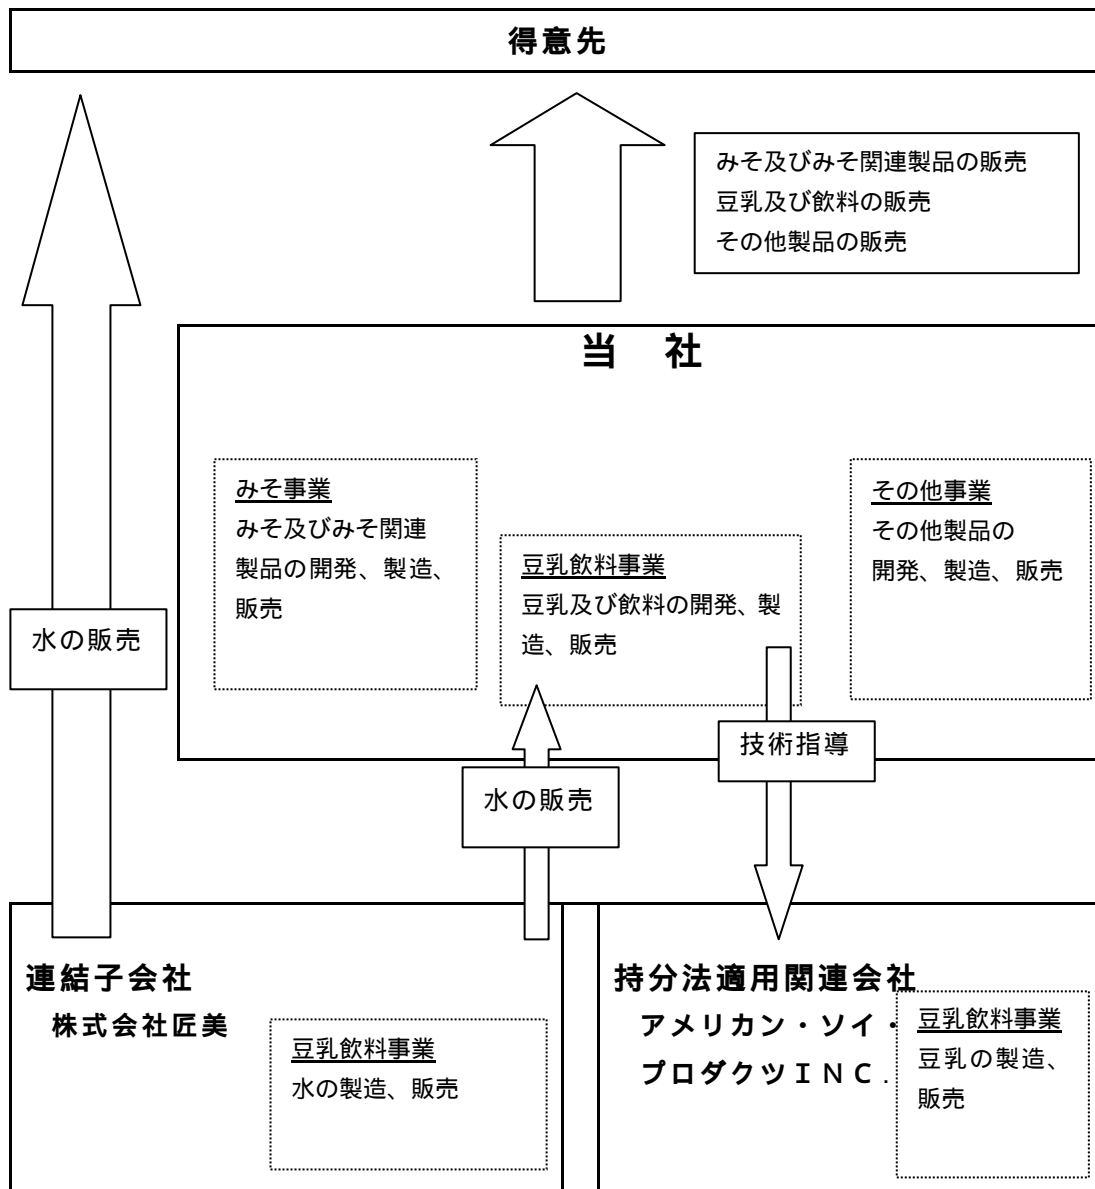 得意先
みそ及びみそ関連製品の販売
豆乳及び飲料の販売
その他製品の販売
当　社
みそ事業
みそ及びみそ関連
製品の開発、製造、
販売
豆乳飲料事業
豆乳及び飲料の開発、製
造、販売
その他事業
その他製品の
開発、製造、販売
水の販売
水の販売
技術指導
連結子会社
株式会社匠美
豆乳飲料事業
水の製造、販売
持分法適用関連会社
アメリカン・ソイ・
プロダクツＩＮＣ.
豆乳飲料事業
豆乳の製造、
販売